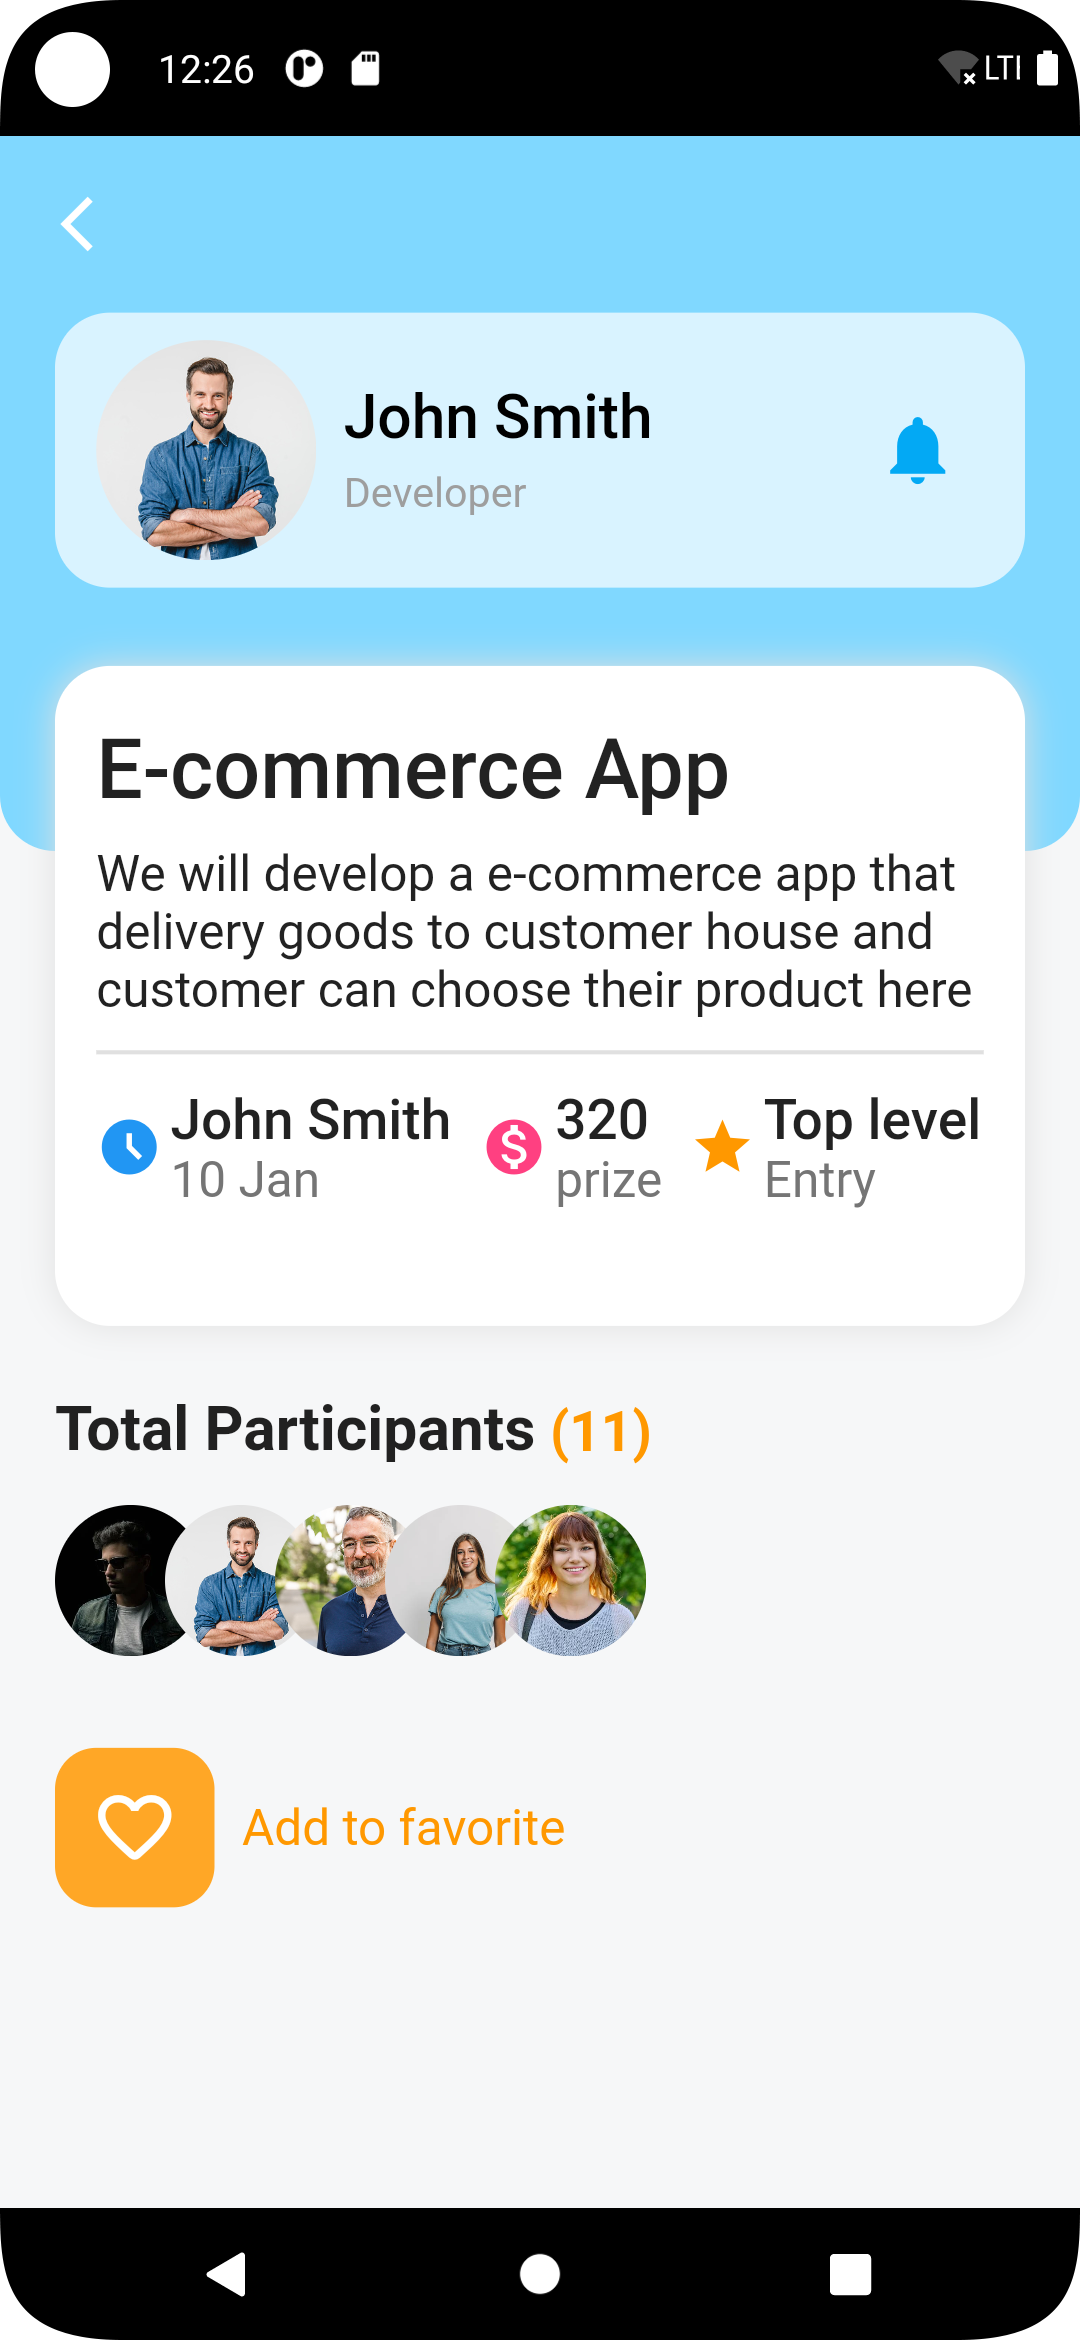 12:26
LTE
John Smith
Developer
E-commerce App
We will develop a e-commerce app that
delivery goods to customer house and
customer can choose their product here
John Smith 320 Top level
10 Jan prize Entry
Total Participants (11)
Add to favorite